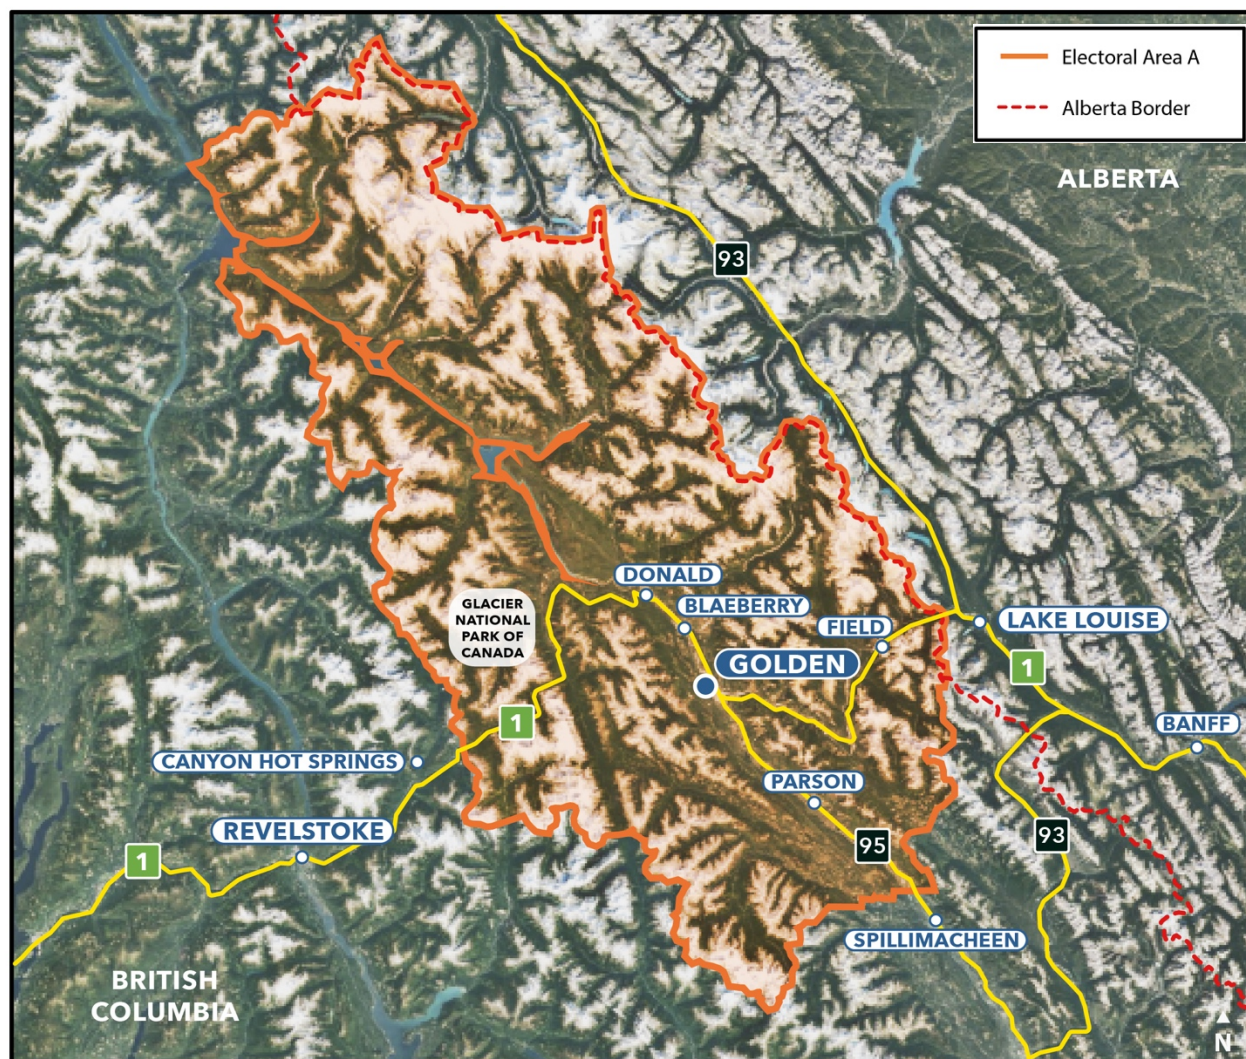 Electoral Area A
Alberta Border
ALBERTA
93
DONALD
GLACIER
NATIONAL
PARK OF
CANADA
BLAEBERRY
FIELD
LAKE LOUISE
GOLDEN
1
1
BANFF
CANYON HOT SPRINGS
PARSON
REVELSTOKE
95
93
1
SPILLIMACHEEN
BRITISH
COLUMBIA
N